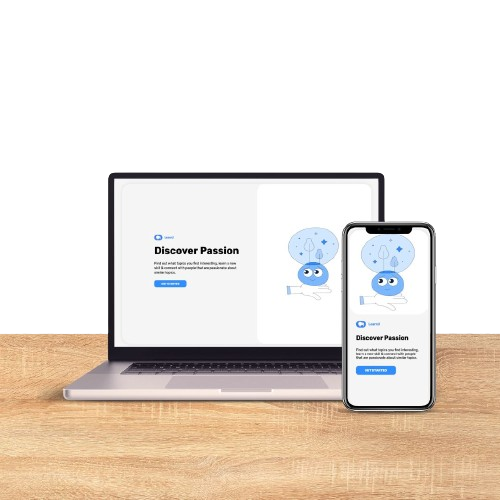 Learnit
Discover Passion
Find out what topics you find interesting, learn a new
skill & connect with people that are passionate about
similar topics.
GET STARTED
Learnit
Discover Passion
Find out what topics you find interesting,
learn a new skill & connect with people
that are passionate about similar topics.
GET STARTED